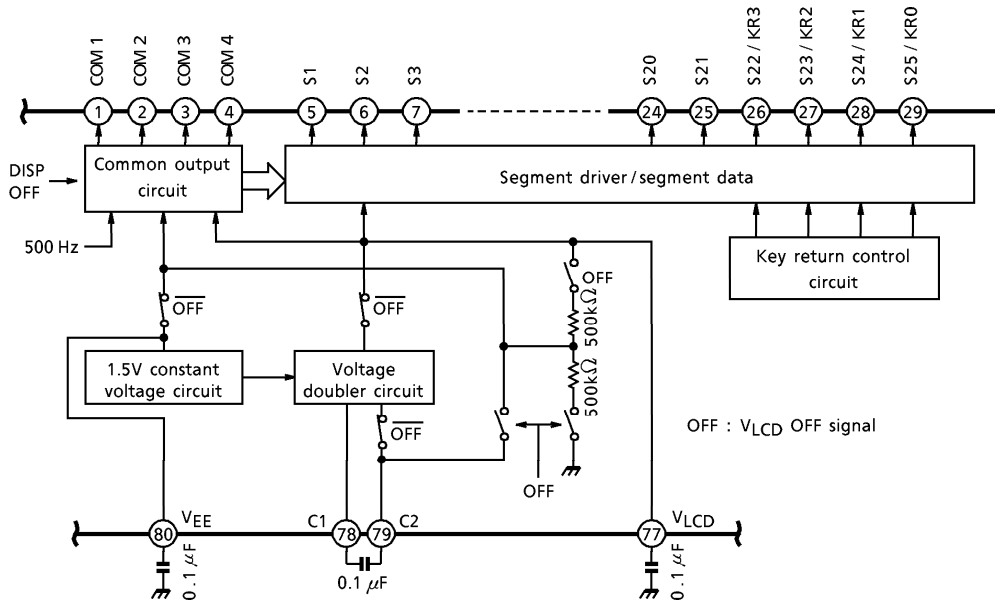 COM 1
COM 2
COM 3
COM 4
S1
S2
S3
S20
S21
S22 / KR3
S23 / KR2
S24 / KR1
S25 / KR0
1
2
3
4
5
6
7
24
25
26
27
28
29
DISP
OFF
Common output
circuit
Segment driver / segment data
500 Hz
Key return control
circuit
OFF
OFF
OFF
500kΩ
500kΩ
1.5V constant
voltage circuit
Voltage
doubler circuit
OFF
OFF
OFF : VLCD OFF signal
VEE
C1
C2
VLCD
80
78
79
77
0.1 μF
0.1 μF
0.1 μF